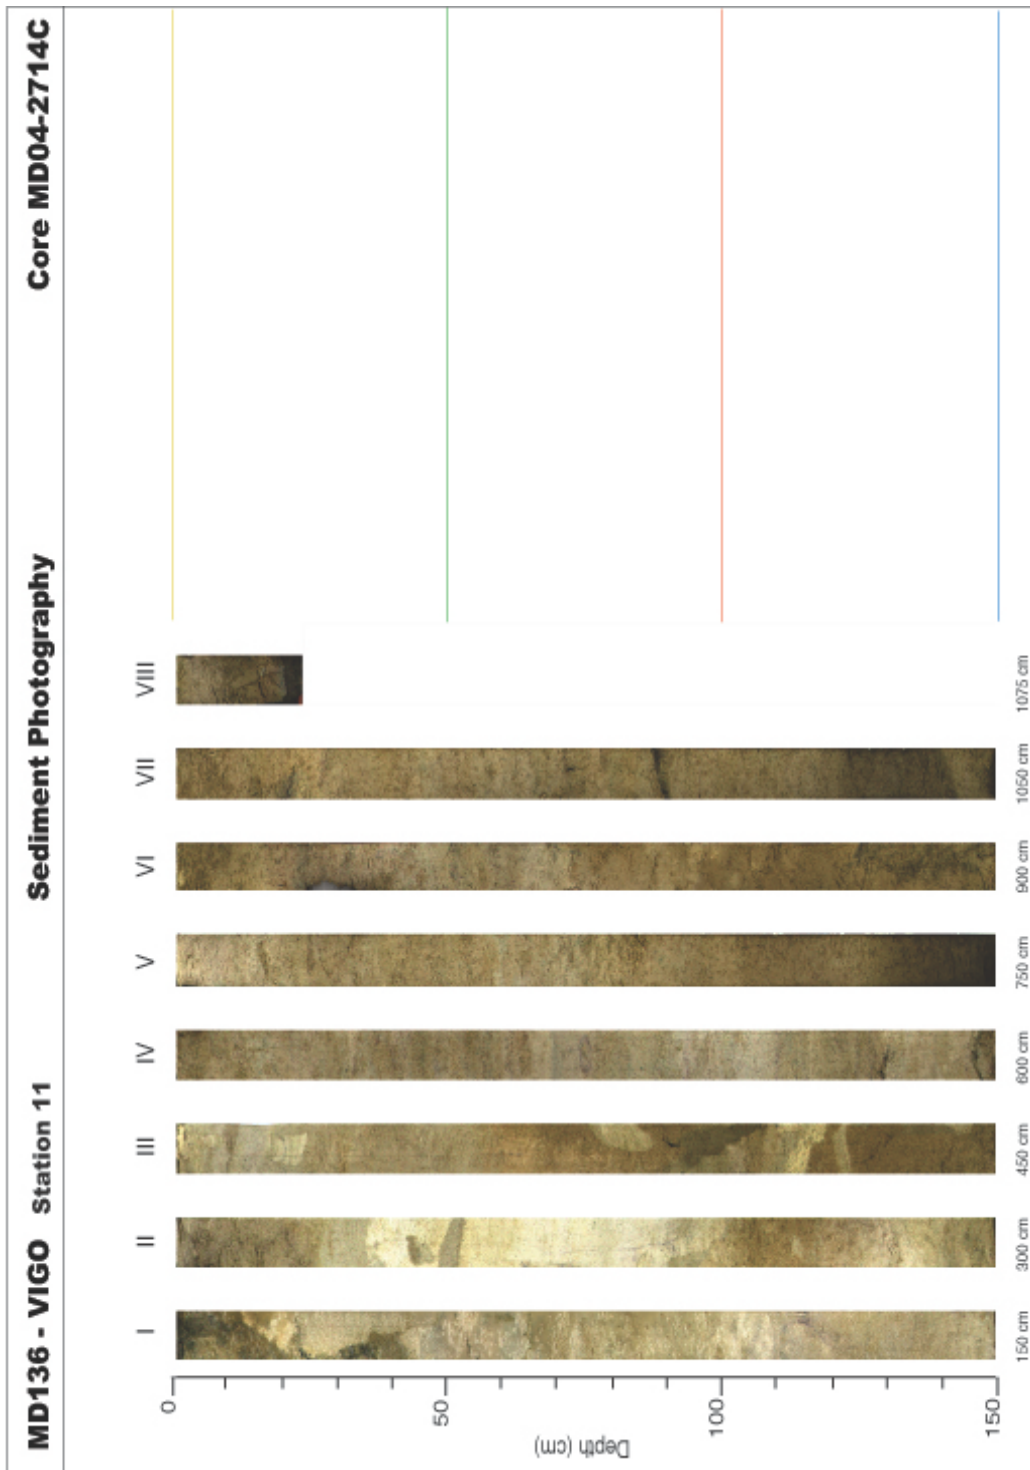 MD136 - VIGO Station 11 Sediment Photography Core MD04-2714C
I II III IV V VI VII VIII
0
50
100
150
Depth (cm)
150 cm 300 cm 450 cm 600 cm 750 cm 900 cm 1050 cm 1075 cm